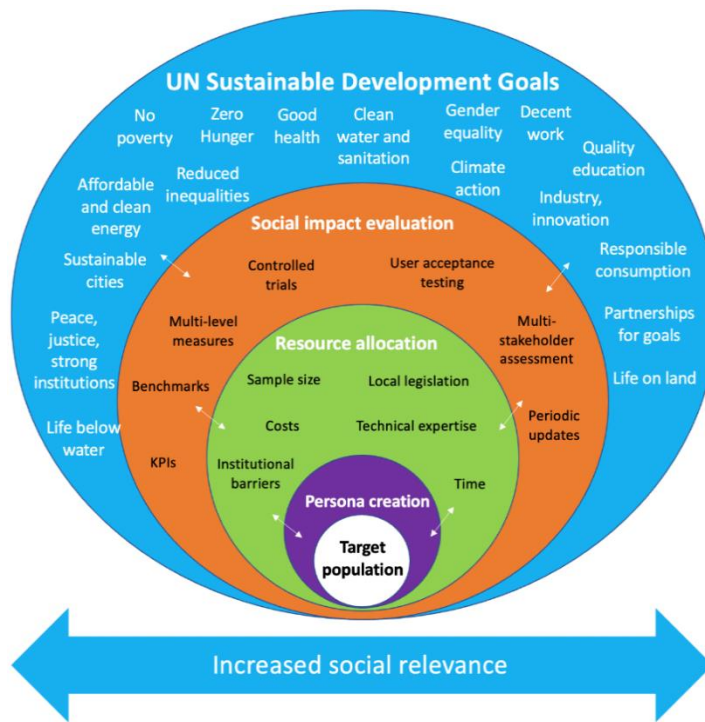 UN Sustainable Development Goals
No
poverty
Zero
Hunger
Good
health
Clean
water and
sanitation
Gender
equality
Decent
work
Quality
education
Affordable
and clean
energy
Reduced
inequalities
Climate
action
Industry,
innovation
Sustainable
cities
Responsible
consumption
Peace,
justice,
strong
institutions
Partnerships
for goals
Life on land
Life below
water
Social impact evaluation
Controlled
trials
User acceptance
testing
Multi-level
measures
Multi-
stakeholder
assessment
Benchmarks
Periodic
updates
KPIs
Resource allocation
Sample size
Local legislation
Costs
Technical expertise
Institutional
barriers
Time
Persona creation
Target
population
Increased social relevance